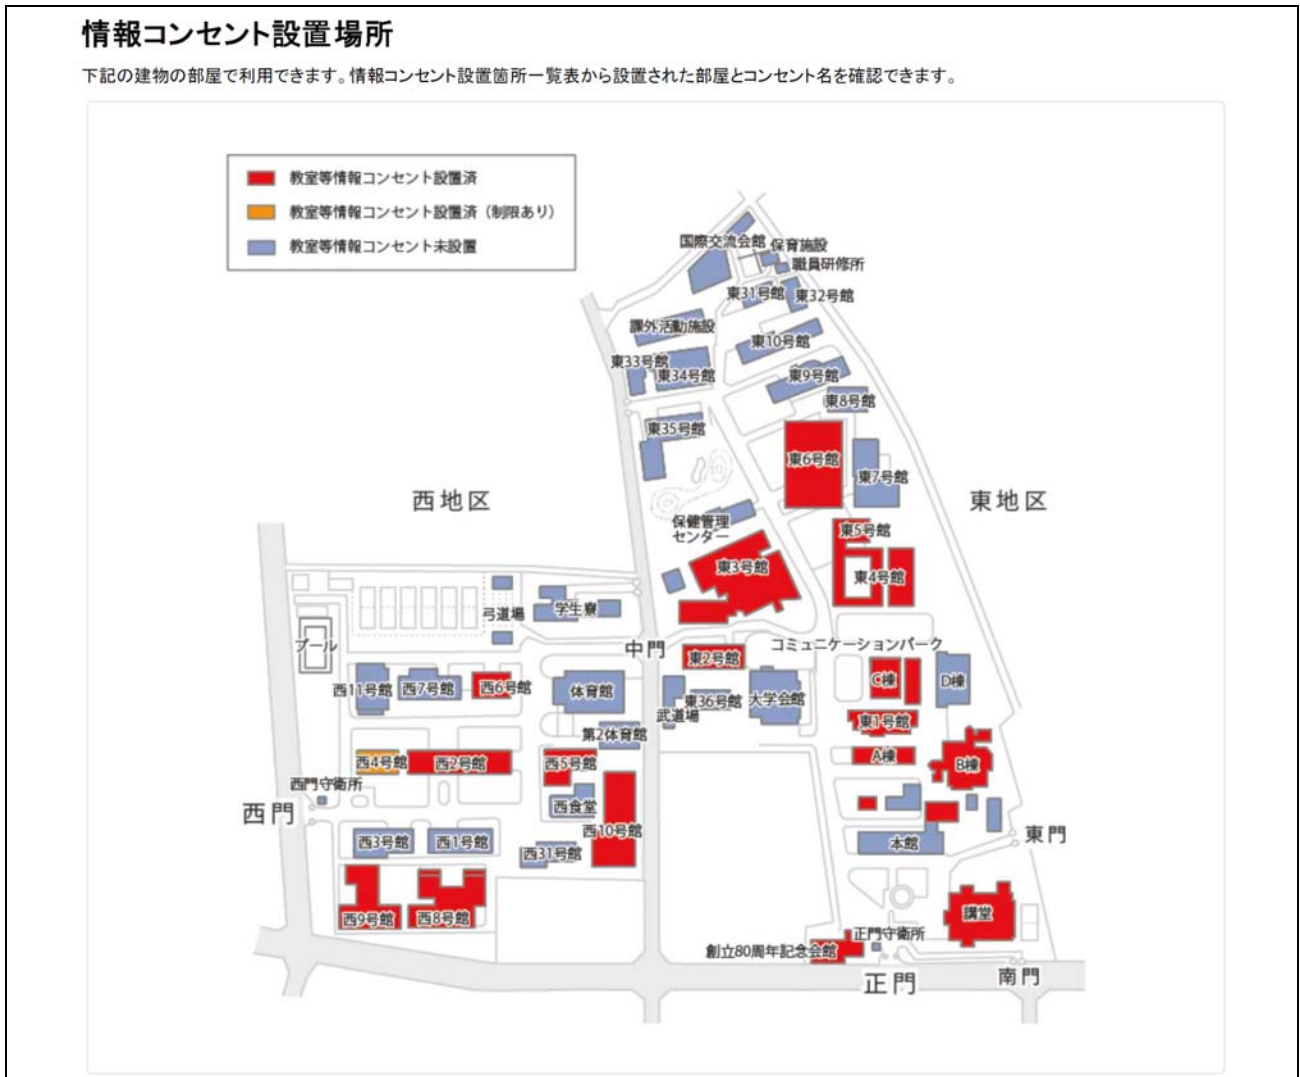 情報コンセント設置場所
下記の建物の部屋で利用できます。情報コンセント設置箇所一覧表から設置された部屋とコンセント名を確認できます。
教室等情報コンセント設置済
教室等情報コンセント設置済（制限あり）
教室等情報コンセント未設置
国際交流会館
保育施設
職員研修所
東31号館
東32号館
課外活動施設
東10号館
東33号館
東34号館
東9号館
東8号館
東35号館
東6号館
東7号館
西地区
東地区
保健管理
センター
東5号館
東3号館
東4号館
弓道場
学生寮
プール
中門
コミュニケーションパーク
東2号館
西11号館
西7号館
西6号館
体育館
武道場
東36号館
大学会館
C棟
D棟
第2体育館
東1号館
西4号館
西2号館
西5号館
A棟
B棟
西門守衛所
西門
西食堂
西10号館
西3号館
西1号館
西31号館
本館
東門
西9号館
西8号館
講堂
正門守衛所
創立80周年記念会館
正門
南門